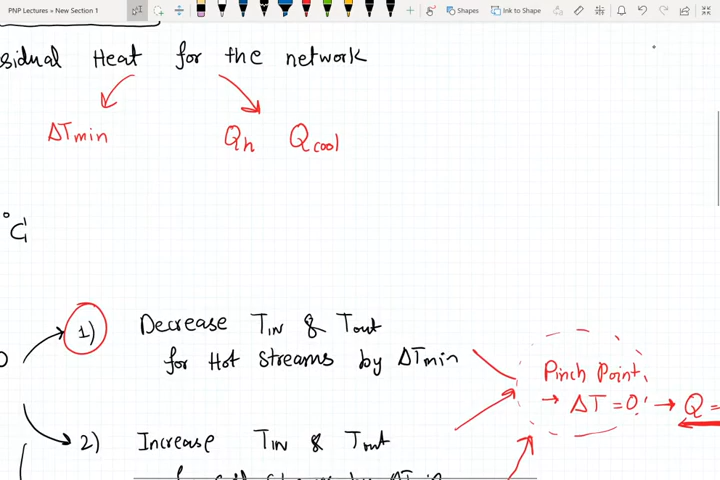 PNP Lectures » New Section 1
Shapes
Ink to Shape
Heat for the network
ΔTmin
Qh Qcool
°C
1) Decrease TIN & Tout
for Hot streams by ΔTmin
Pinch Point,
→ ΔT = 0! → Q =
2) Increase TIN & Tout